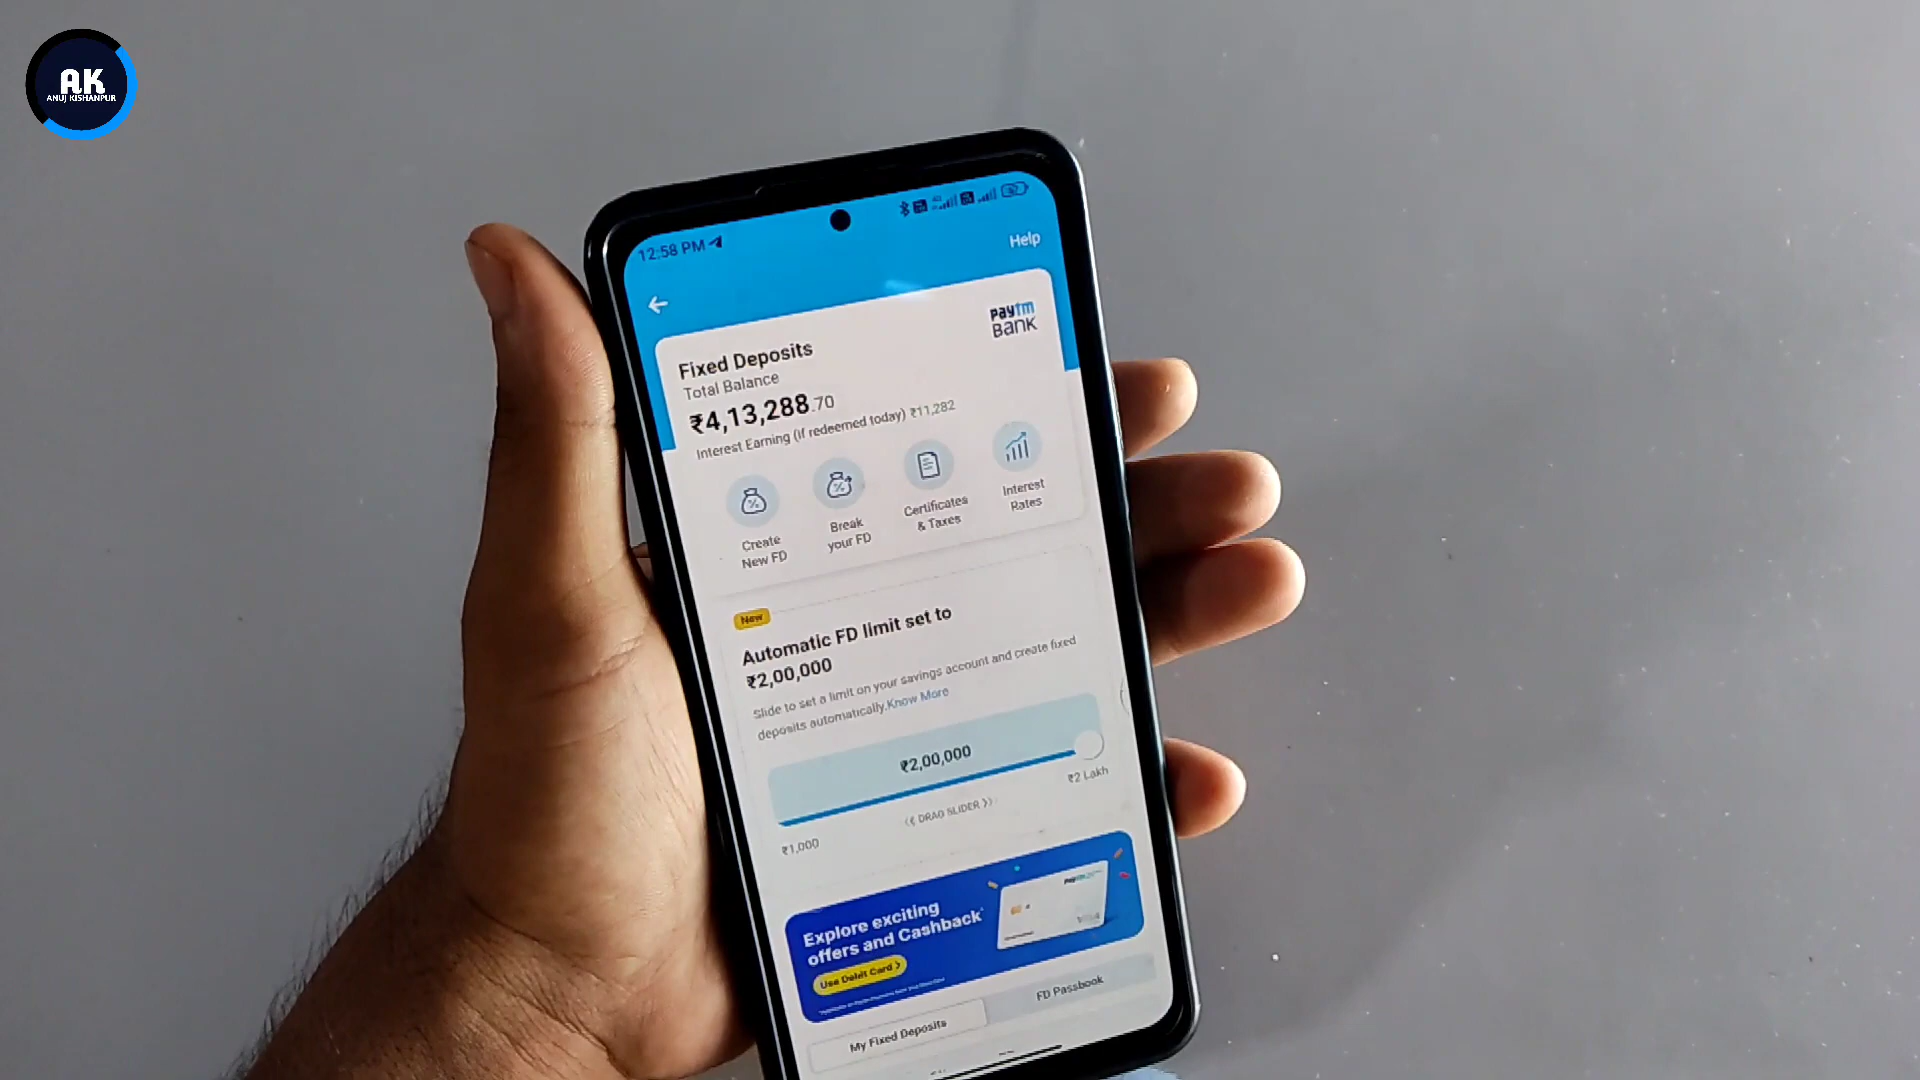 AK
ANUJ KISHANPUR
12:58 PM
Help
paytm
BANK
Fixed Deposits
Total Balance
₹4,13,288.70
Interest Earning (if redeemed today) ₹11,282
Create
New FD
Break
your FD
Certificates
& Taxes
Interest
Rates
New
Automatic FD limit set to
₹2,00,000
Slide to set a limit on your savings account and create fixed
deposits automatically.Know More
₹2,00,000
₹1,000
❮❮ DRAG SLIDER ❯❯
₹2 Lakh
Explore exciting
offers and Cashback*
Use Debit Card >
My Fixed Deposits
FD Passbook